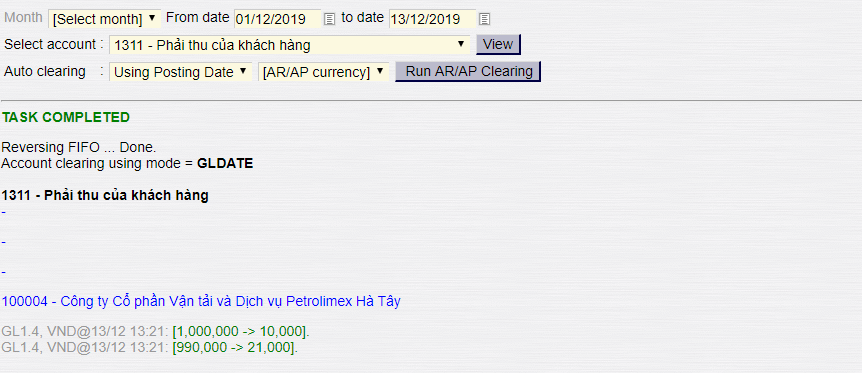 Month [Select month] From date 01/12/2019 to date 13/12/2019
Select account : 1311 - Phải thu của khách hàng View
Auto clearing : Using Posting Date [AR/AP currency] Run AR/AP Clearing
TASK COMPLETED
Reversing FIFO ... Done.
Account clearing using mode = GLDATE
1311 - Phải thu của khách hàng
-
-
-
100004 - Công ty Cổ phần Vận tải và Dịch vụ Petrolimex Hà Tây
GL1.4, VND@13/12 13:21: [1,000,000 -> 10,000].
GL1.4, VND@13/12 13:21: [990,000 -> 21,000].